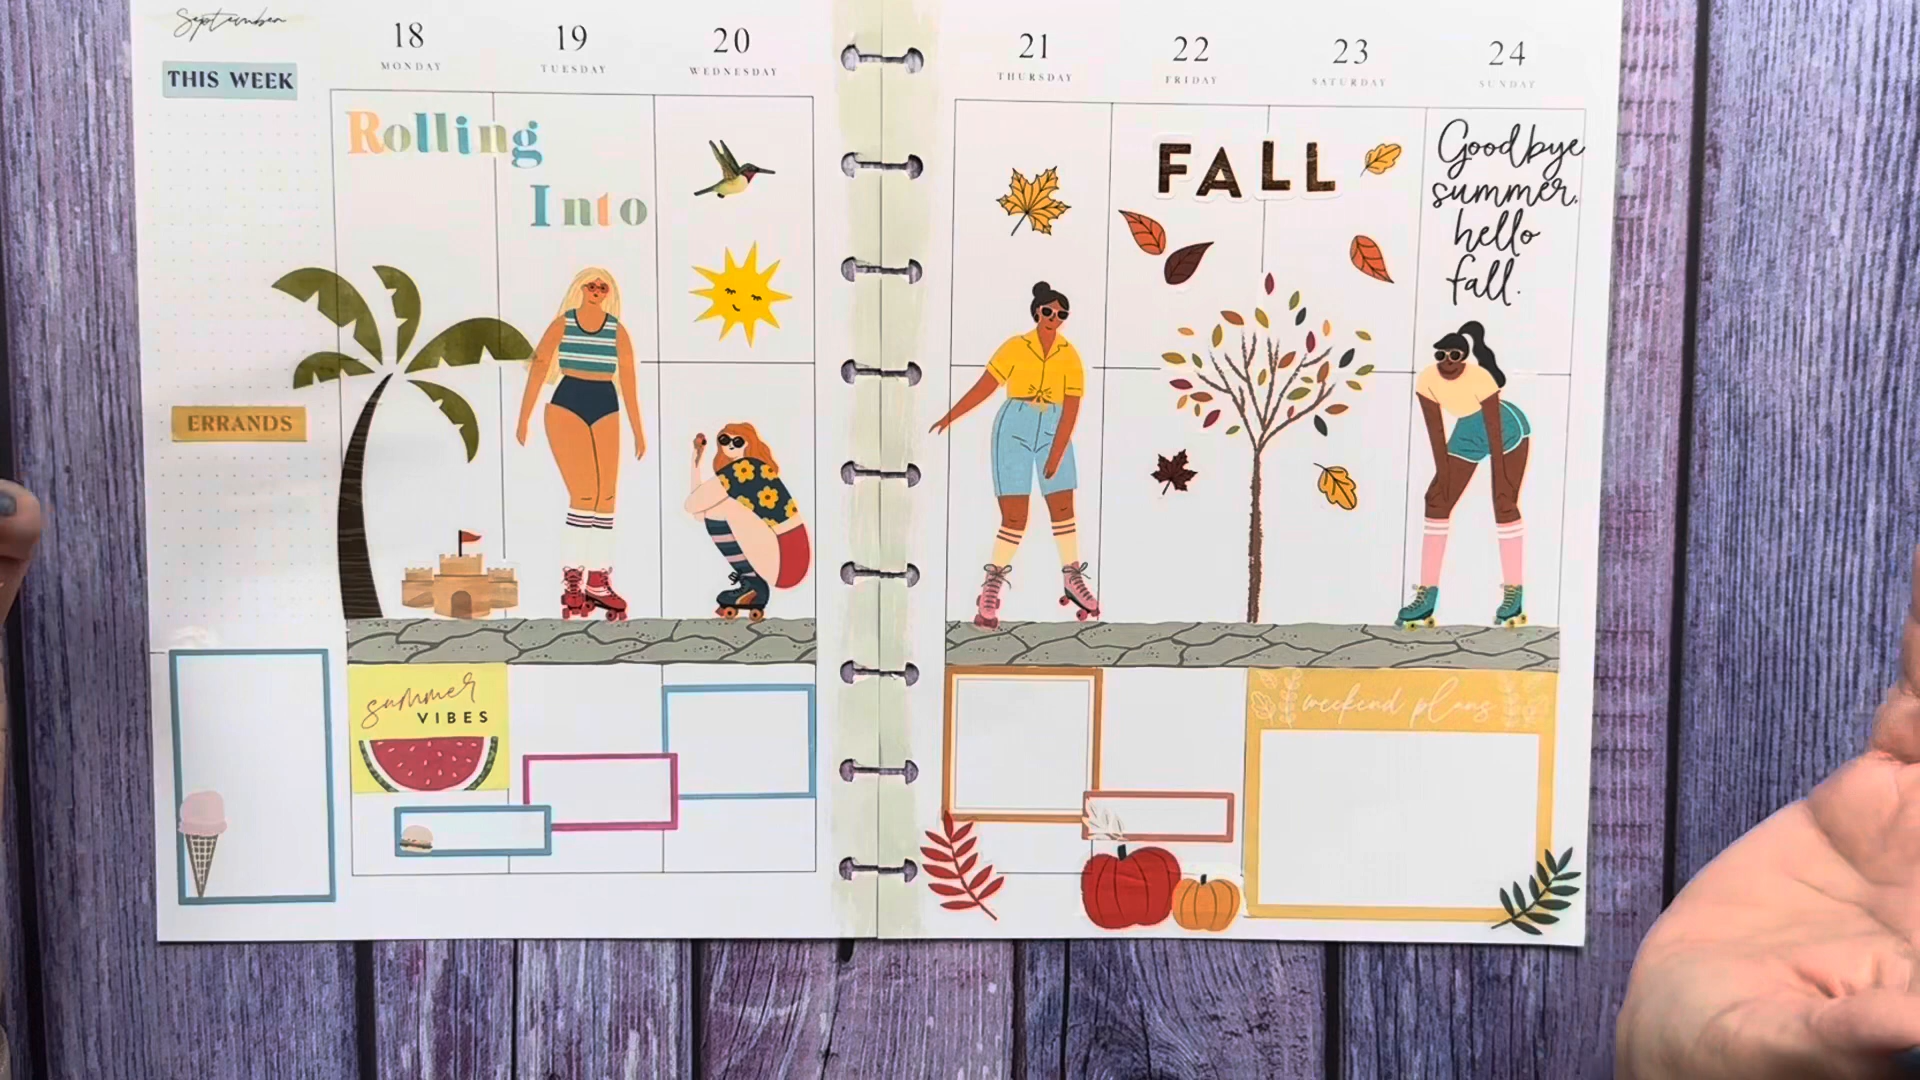 September
THIS WEEK
ERRANDS
18
MONDAY
19
TUESDAY
20
WEDNESDAY
21
THURSDAY
22
FRIDAY
23
SATURDAY
24
SUNDAY
Rolling
Into
FALL
Goodbye
summer,
hello
fall.
summer
VIBES
weekend plans